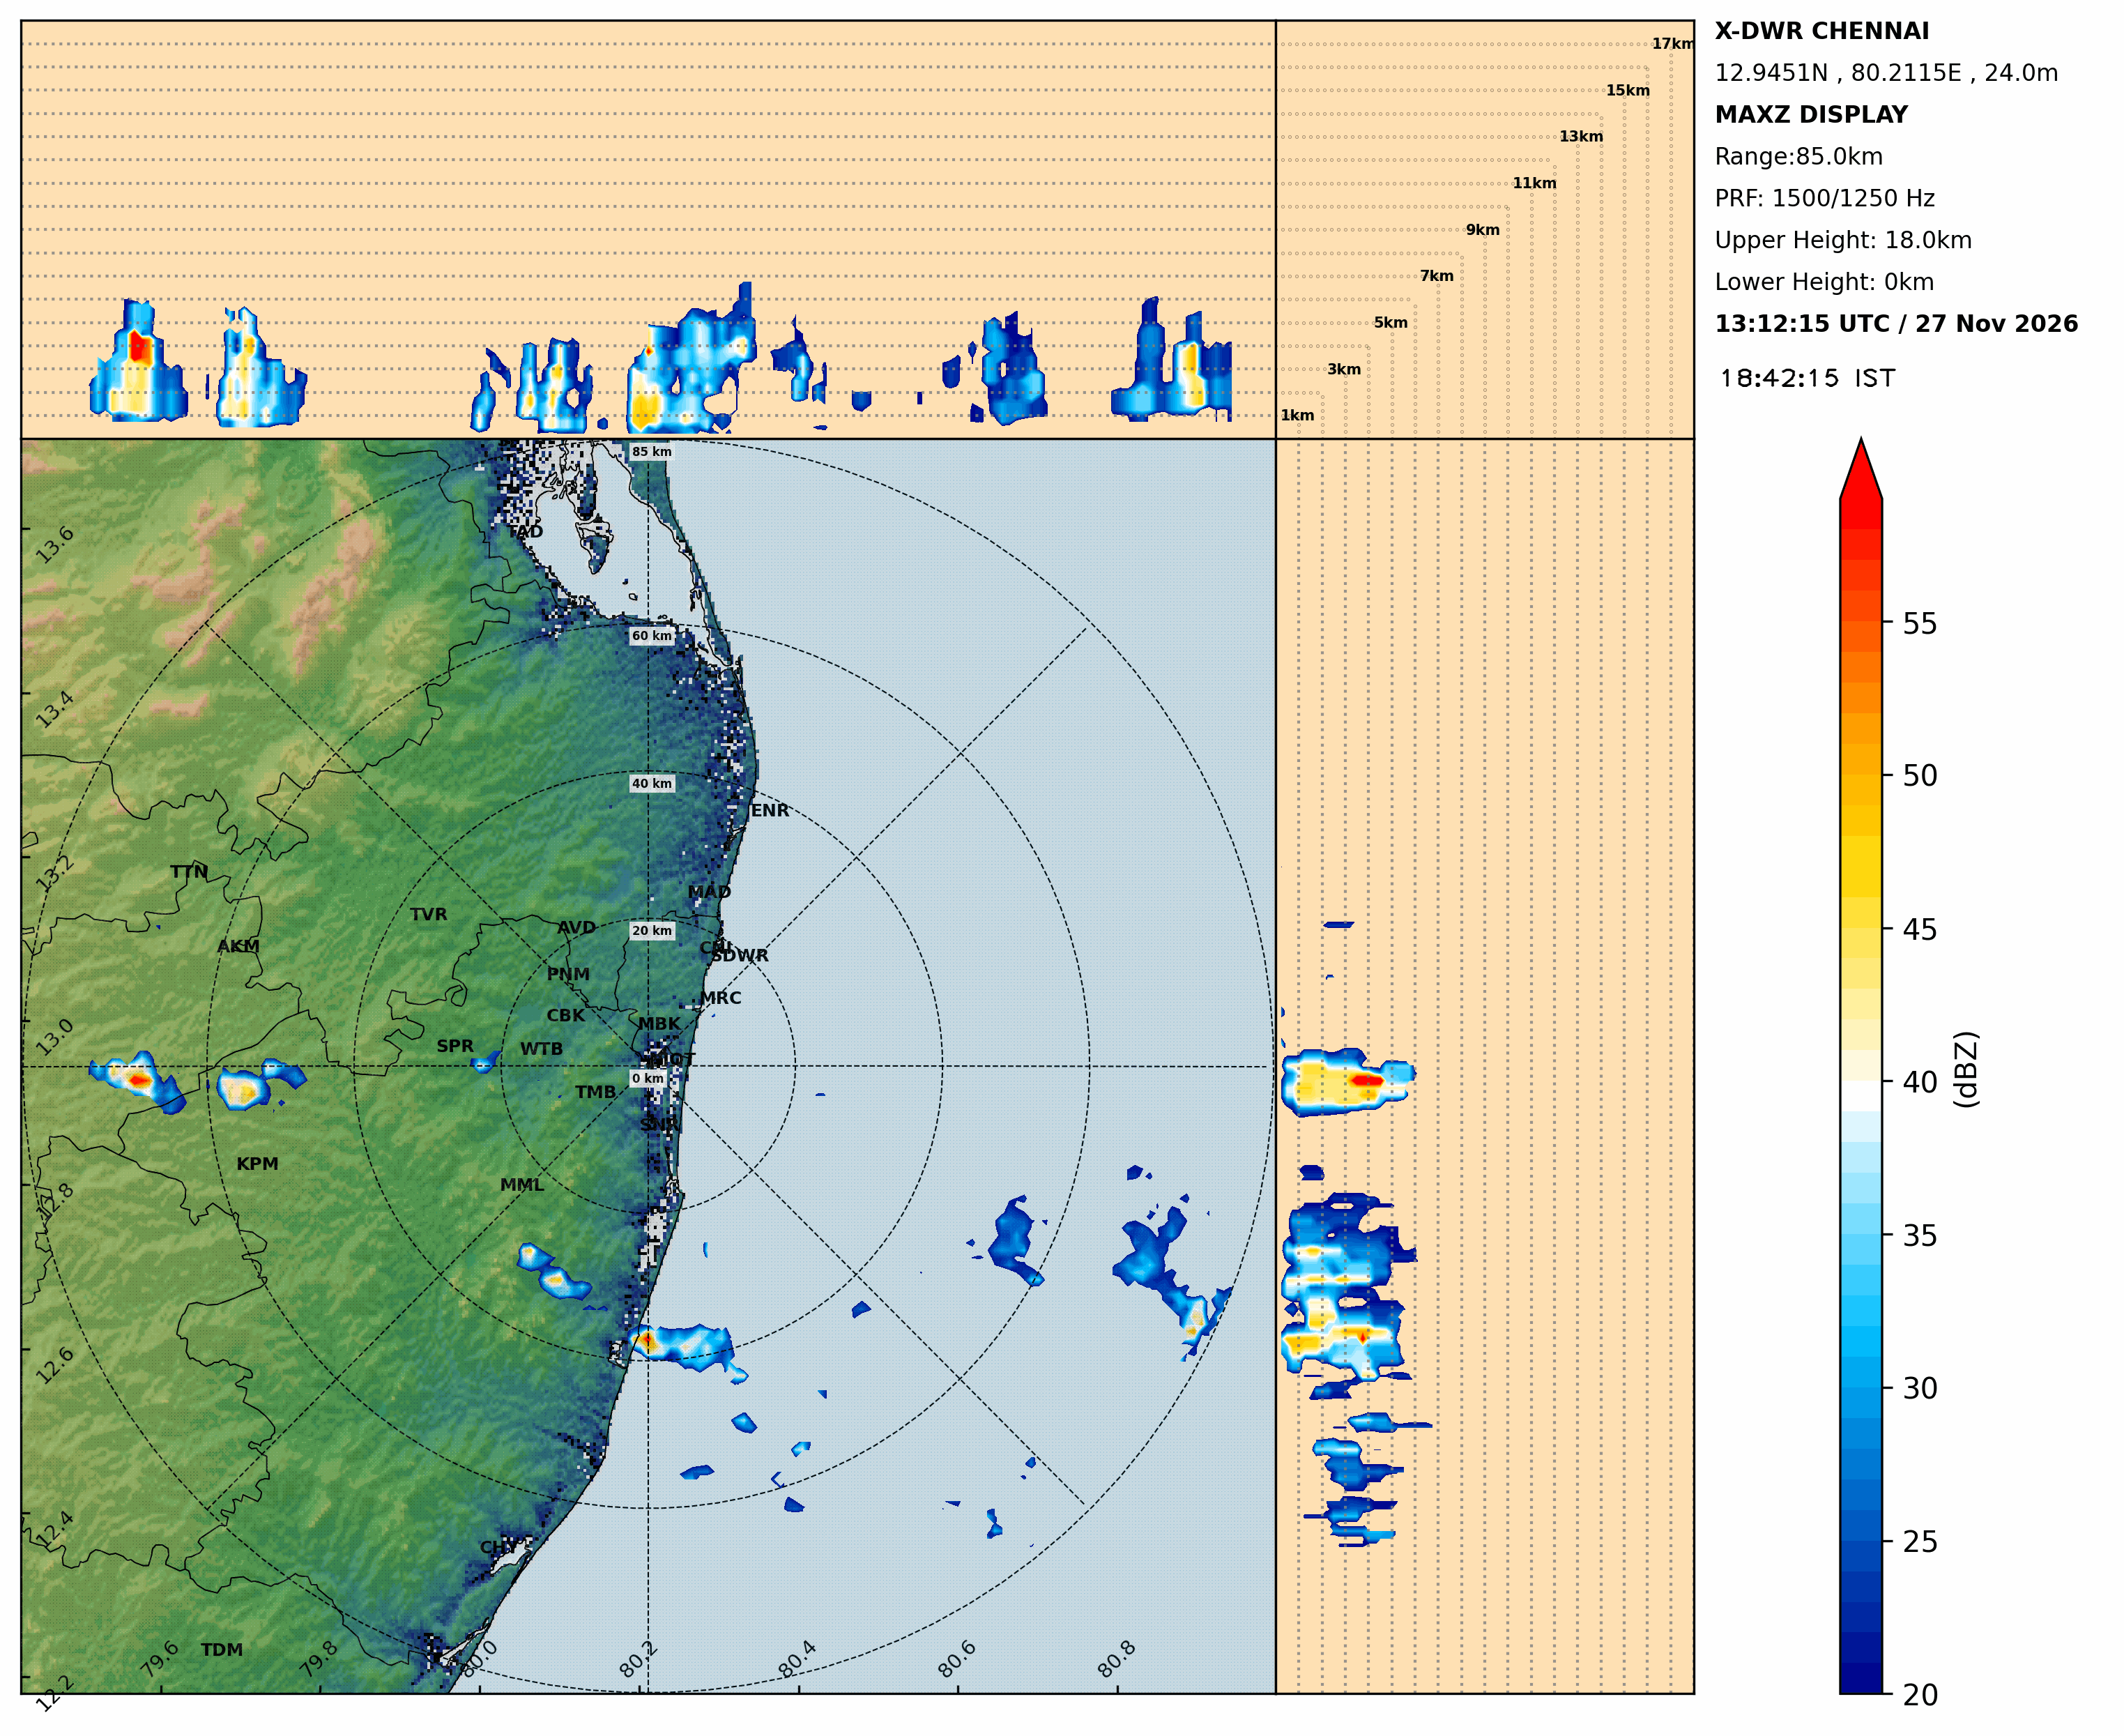 X-DWR CHENNAI
12.9451N , 80.2115E , 24.0m
MAXZ DISPLAY
Range:85.0km
PRF: 1500/1250 Hz
Upper Height: 18.0km
Lower Height: 0km
13:12:15 UTC / 27 Nov 2026
18:42:15 IST
17km
15km
13km
11km
9km
7km
5km
3km
1km
85 km
60 km
40 km
20 km
0 km
TAD
ENR
TTN
MAD
TVR
AVD
AKM
SDWR
PNM
MRC
CBK
MBK
SPR
WTB
TMB
SNR
KPM
MML
CHY
TDM
13.6
13.4
13.2
13.0
12.8
12.6
12.4
12.2
79.6
79.8
80.0
80.2
80.4
80.6
80.8
55
50
45
40
35
30
25
20
(dBZ)